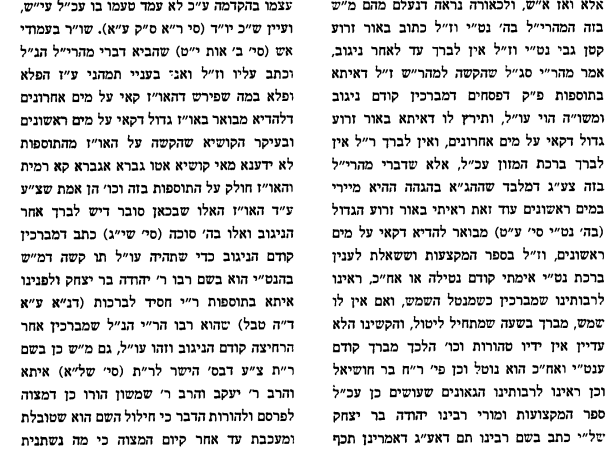 אלא ואז א"ש, ולכאורה נראה דנעלם מהם מ"ש
בזה המהרי"ל בה' נט"י וז"ל כתוב באור זרוע
קטן גבי נט"י וז"ל אין לברך עד לאחר ניגוב,
אמר מהר"י סג"ל שהקשה למהר"ש ז"ל דאיתא
בתוספות פ"ק דפסחים דמברכין קודם ניגוב
ומשו"ה הוי עו"ל, ותירץ לו דאיתא באור זרוע
גדול דקאי על מים אחרונים, ואין לברך ר"ל אין
לברך ברכת המזון עכ"ל, אלא שדברי מהרי"ל
בזה צע"ג דמלבד שההג"א בהגהה ההיא מיירי
במים ראשונים עוד זאת ראיתי באור זרוע הגדול
(בה' נט"י סי' ע"ט) מבואר להדיא דקאי על מים
ראשונים, וז"ל בספר המקצועות וששאלת לענין
ברכת נט"י אימתי קודם נטילה או אח"כ, ראינו
לרבותינו שמברכין כשמנטל השמש, ואם אין לו
שמש, מברך בשעה שמתחיל ליטול, והקשינו הלא
עדיין אין ידיו טהורות וכו' הלכך מברך קודם
ענט"י ואח"כ הוא נוטל וכן פי' ר"ח בר חושיאל
וכן ראינו לרבותינו הגאונים שעושים כן עכ"ל
ספר המקצועות ומורי רבינו יהודה בר יצחק
של"י כתב בשם רבינו תם דאע"ג דאמרינן תכף
עצמו בהקדמה ע"כ לא עמד טעמו בו עכ"ל עי"ש,
ועיין ש"כ יו"ד (סי' ר"א ס"ק ע"א). שו"ר בעמודי
אש (סי' ב' אות י"ט) שהביא דברי מהרי"ל הנ"ל
וכתב עליו וז"ל ואני בעניי תמהני ע"ז הפלא
ופלא במה שפירש דהאו"ז קאי על מים אחרונים
דלהדיא מבואר באו"ז גדול דקאי על מים ראשונים
ובעיקר הקושיא שהקשה על האו"ז מהתוספות
לא ידענא מאי קושיא אטו גברא אגברא קא רמית
והאו"ז חולק על התוספות בזה וכו' הן אמת שצ"ע
ע"ד האו"ז האלו שבכאן סובר דיש לברך אחר
הניגוב ואלו בה' סוכה (סי' שי"ג) כתב דמברכין
קודם הניגוב כדי שתהיה עו"ל תו קשה דמ"ש
בהנט"י הוא בשם רבו ר' יהודה בר יצחק ולפנינו
איתא בתוספות ר"י חסיד לברכות (דנ"א ע"א
ד"ה טבל) שהוא רבו הר"י הנ"ל שמברכין אחר
הרחיצה קודם הניגוב וזהו עו"ל, גם מ"ש כן בשם
ר"ת צ"ע דבס' הישר לר"ת (סי' של"א) איתא
והרב ר' יעקב והרב ר' שמשון הורו כן דמצוה
לפרסם ולהורות הדבר כי חילול השם הוא שטובלת
ומעכבת עד אחר קיום המצוה כי מה נשתנית